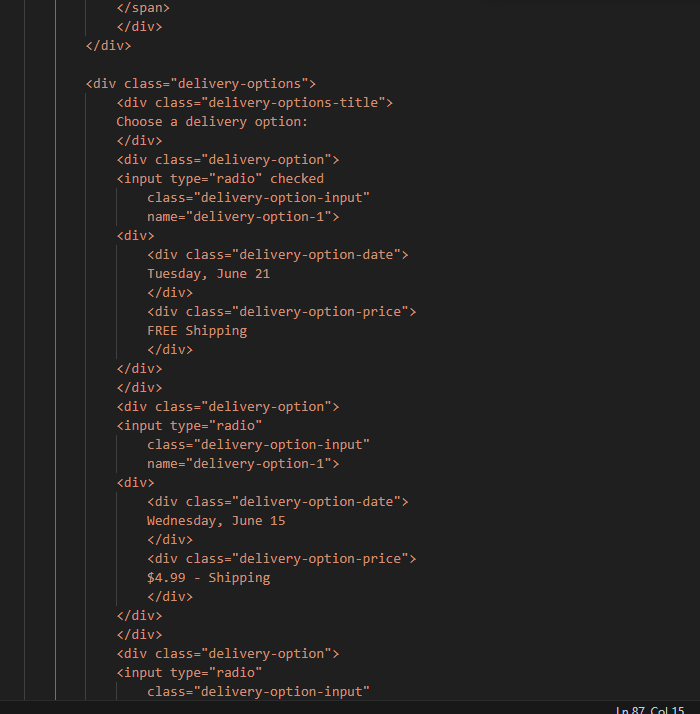 </span>
</div>
</div>
<div class="delivery-options">
<div class="delivery-options-title">
Choose a delivery option:
</div>
<div class="delivery-option">
<input type="radio" checked
class="delivery-option-input"
name="delivery-option-1">
<div>
<div class="delivery-option-date">
Tuesday, June 21
</div>
<div class="delivery-option-price">
FREE Shipping
</div>
</div>
</div>
<div class="delivery-option">
<input type="radio"
class="delivery-option-input"
name="delivery-option-1">
<div>
<div class="delivery-option-date">
Wednesday, June 15
</div>
<div class="delivery-option-price">
$4.99 - Shipping
</div>
</div>
</div>
<div class="delivery-option">
<input type="radio"
class="delivery-option-input"
Ln 87, Col 15